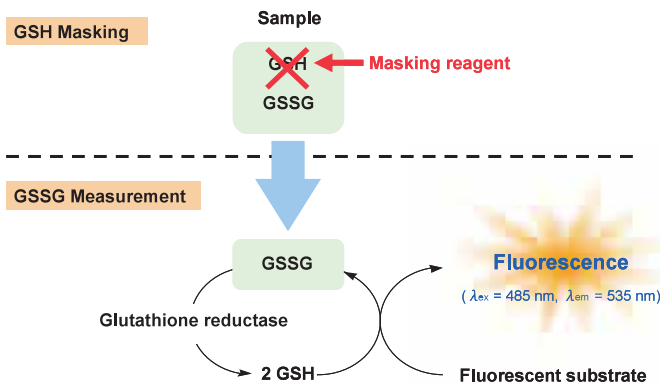 Sample
GSH Masking
GSH
Masking reagent
GSSG
GSSG Measurement
GSSG
Fluorescence
( λex = 485 nm, λem = 535 nm)
Glutathione reductase
2 GSH
Fluorescent substrate